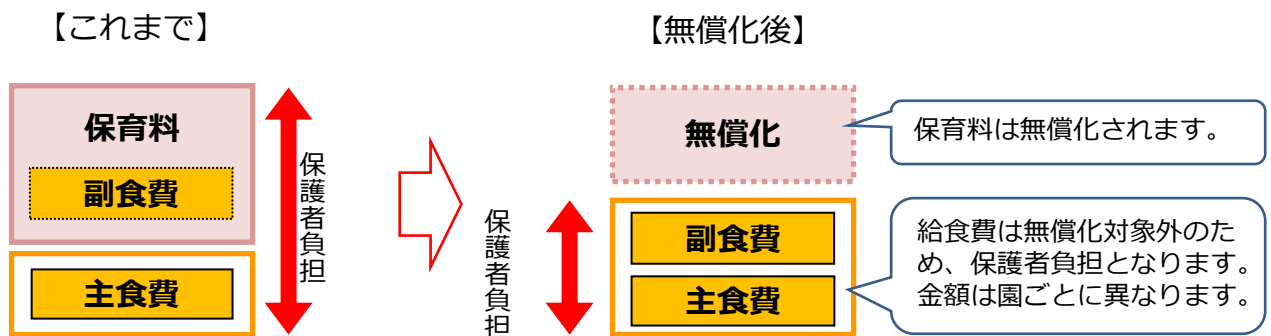 【これまで】
保育料
副食費
主食費
保護者負担
【無償化後】
無償化
副食費
主食費
保護者負担
保育料は無償化されます。
給食費は無償化対象外のた
め、保護者負担となります。
金額は園ごとに異なります。